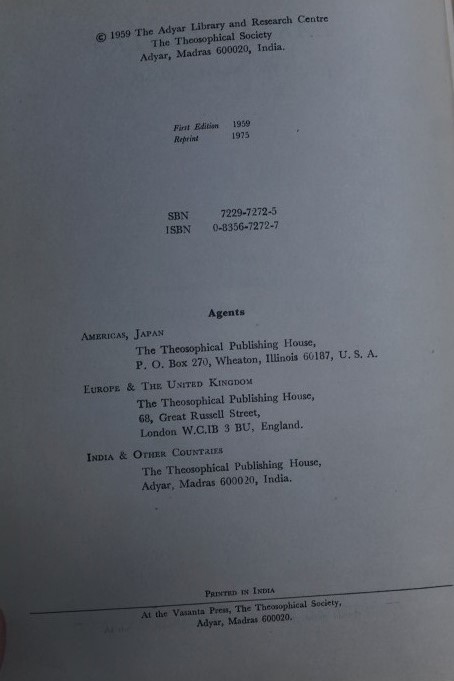 © 1959 The Adyar Library and Research Centre
The Theosophical Society
Adyar, Madras 600020, India.
First Edition 1959
Reprint 1975
SBN 7229-7272-5
ISBN 0-8356-7272-7
Agents
AMERICAS, JAPAN
The Theosophical Publishing House,
P. O. Box 270, Wheaton, Illinois 60187, U. S. A.
EUROPE & THE UNITED KINGDOM
The Theosophical Publishing House,
68, Great Russell Street,
London W.C.IB 3 BU, England.
INDIA & OTHER COUNTRIES
The Theosophical Publishing House,
Adyar, Madras 600020, India.
PRINTED IN INDIA
At the Vasanta Press, The Theosophical Society,
Adyar, Madras 600020.